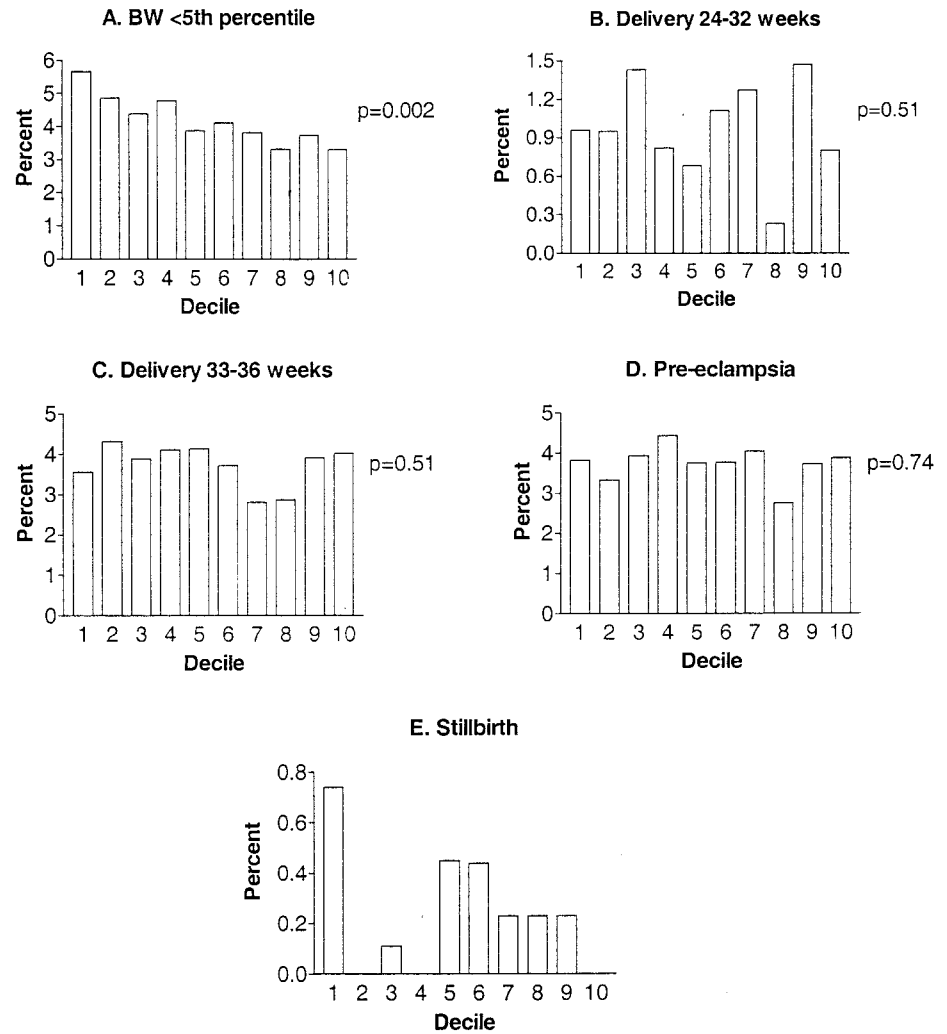 A. BW <5th percentile
6
5
4
3
2
1
0
Percent
1 2 3 4 5 6 7 8 9 10
Decile
p=0.002
B. Delivery 24-32 weeks
1.5
1.2
0.9
0.6
0.3
0.0
Percent
1 2 3 4 5 6 7 8 9 10
Decile
p=0.51
C. Delivery 33-36 weeks
5
4
3
2
1
0
Percent
1 2 3 4 5 6 7 8 9 10
Decile
p=0.51
D. Pre-eclampsia
5
4
3
2
1
0
Percent
1 2 3 4 5 6 7 8 9 10
Decile
p=0.74
E. Stillbirth
0.8
0.6
0.4
0.2
0.0
Percent
1 2 3 4 5 6 7 8 9 10
Decile